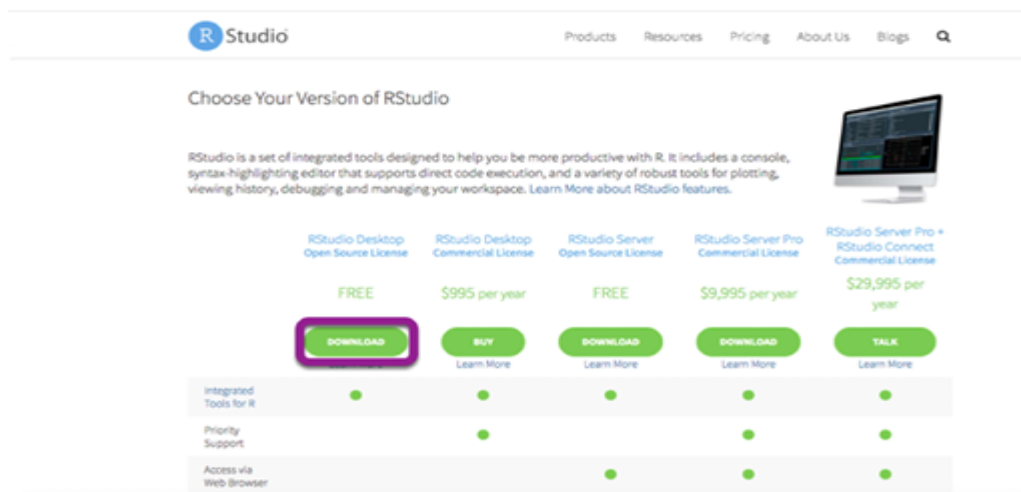 R Studio
Products Resources Pricing About Us Blogs
Choose Your Version of RStudio
RStudio is a set of integrated tools designed to help you be more productive with R. It includes a console,
syntax-highlighting editor that supports direct code execution, and a variety of robust tools for plotting,
viewing history, debugging and managing your workspace. Learn More about RStudio features.
RStudio Desktop
Open Source License
FREE
DOWNLOAD
Learn More
RStudio Desktop
Commercial License
$995 per year
BUY
Learn More
RStudio Server
Open Source License
FREE
DOWNLOAD
Learn More
RStudio Server Pro
Commercial License
$9,995 per year
DOWNLOAD
Learn More
RStudio Server Pro +
RStudio Connect
Commercial License
$29,995 per
year
TALK
Learn More
Integrated
Tools for R
Priority
Support
Access via
Web Browser